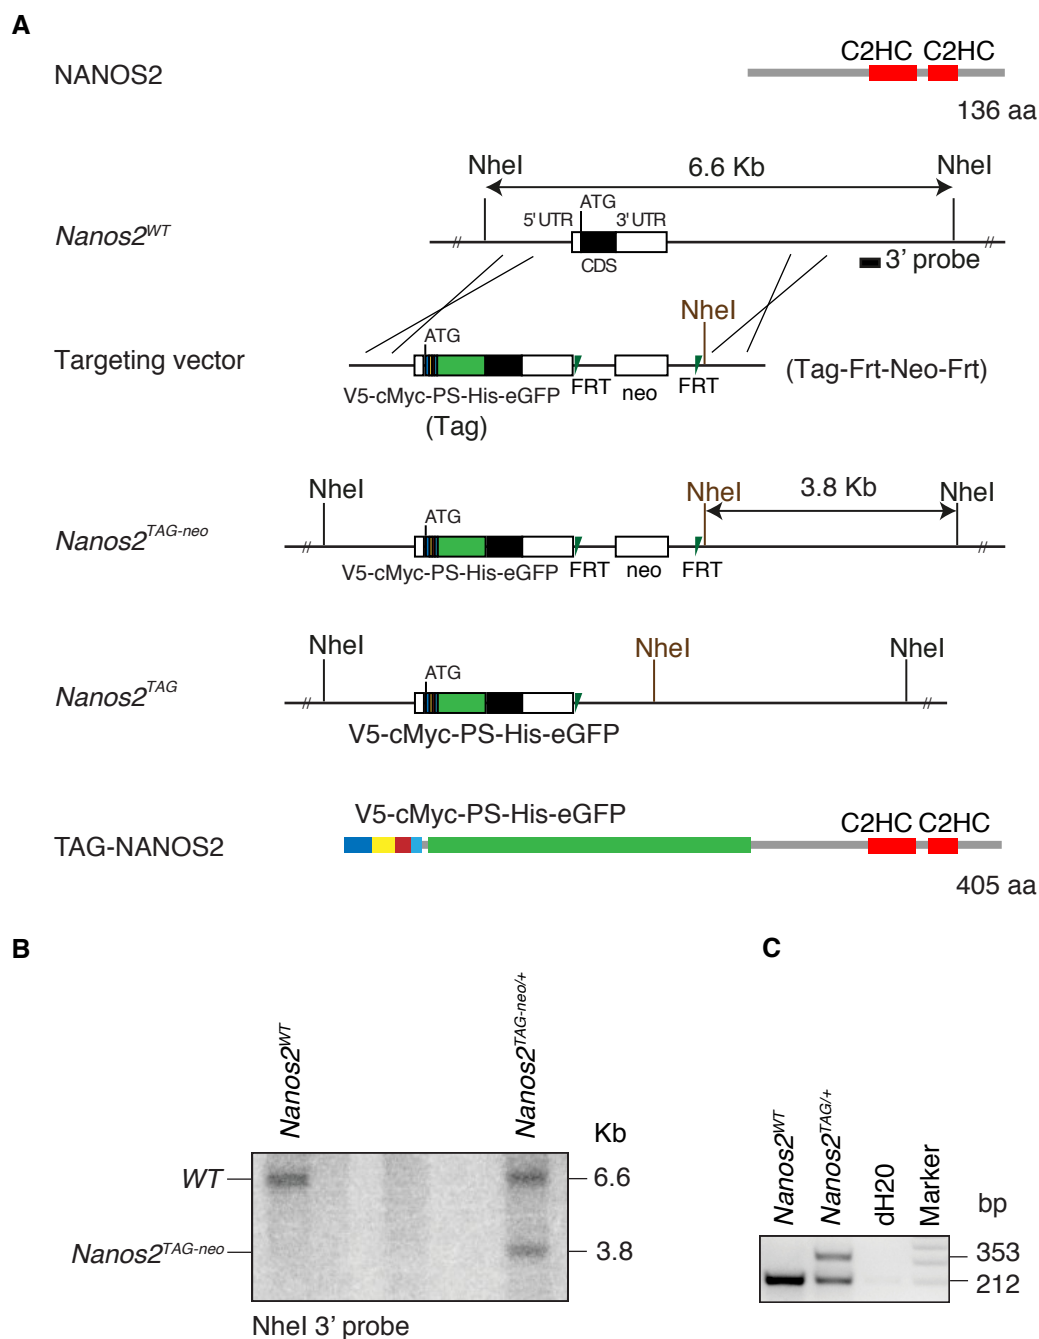 A
NANOS2
C2HC C2HC
136 aa
NheI 6.6 Kb NheI
ATG
5' UTR 3' UTR
Nanos2WT
CDS
3' probe
NheI
ATG
Targeting vector
(Tag-Frt-Neo-Frt)
FRT neo FRT
V5-cMyc-PS-His-eGFP
(Tag)
NheI NheI 3.8 Kb NheI
ATG
Nanos2TAG-neo
V5-cMyc-PS-His-eGFP FRT neo FRT
NheI NheI NheI
ATG
Nanos2TAG
V5-cMyc-PS-His-eGFP
V5-cMyc-PS-His-eGFP
TAG-NANOS2
C2HC C2HC
405 aa
B
Nanos2WT
Nanos2TAG-neo/+
Kb
WT 6.6
Nanos2TAG-neo 3.8
NheI 3' probe
C
Nanos2WT
Nanos2TAG/+
dH20
Marker
bp
353
212